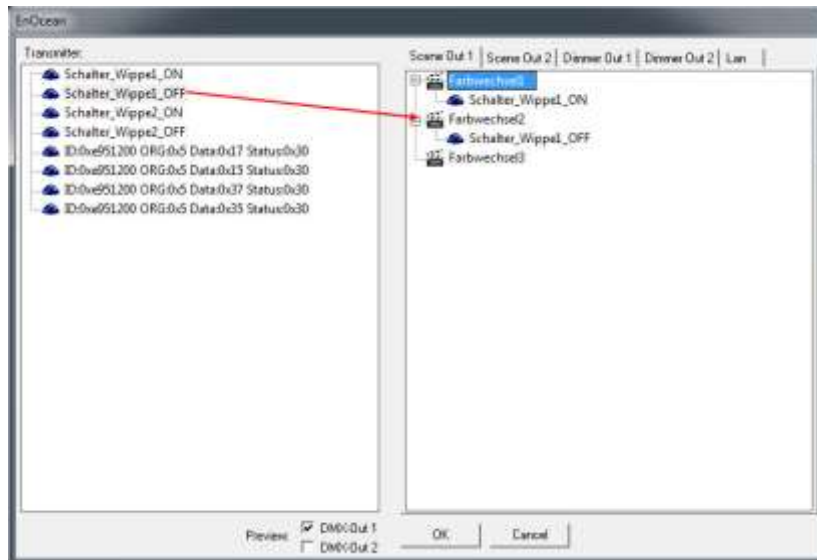 EnOcean
Transmitter:
Schalter_Wippe1_ON
Schalter_Wippe1_OFF
Schalter_Wippe2_ON
Schalter_Wippe2_OFF
ID:0xe951200 ORG:0x5 Data:0x17 Status:0x30
ID:0xe951200 ORG:0x5 Data:0x15 Status:0x30
ID:0xe951200 ORG:0x5 Data:0x37 Status:0x30
ID:0xe951200 ORG:0x5 Data:0x35 Status:0x30
Scene Out 1 Scene Out 2 Dimmer Out 1 Dimmer Out 2 Lan
Farbwechsel1
Schalter_Wippe1_ON
Farbwechsel2
Schalter_Wippe1_OFF
Farbwechsel3
Preview: DMX-Out 1
DMX-Out 2
OK Cancel